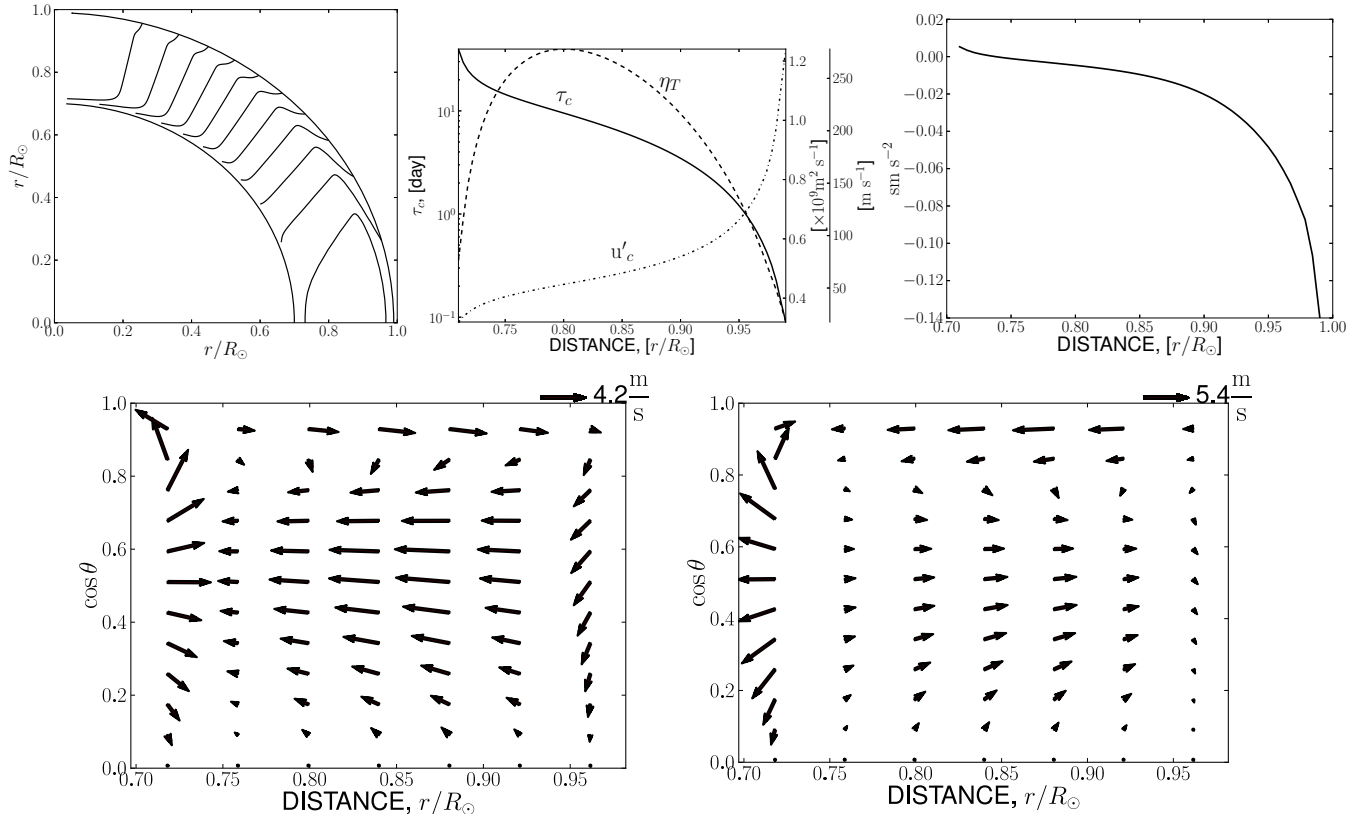 1.0
0.8
0.6
0.4
0.2
0.0
r/R⊙
0.0 0.2 0.4 0.6 0.8 1.0
r/R⊙
10¹
10⁰
10⁻¹
τc, [day]
τc
ηT
u′c
0.75 0.80 0.85 0.90 0.95
DISTANCE, [r/R⊙]
1.2
1.0
0.8
0.6
0.4
[×10⁹m² s⁻¹]
250
200
150
100
50
[m s⁻¹]
0.02
0.00
−0.02
−0.04
−0.06
−0.08
−0.10
−0.12
−0.14
sm s⁻²
0.70 0.75 0.80 0.85 0.90 0.95 1.00
DISTANCE, [r/R⊙]
4.2 m/s
1.0
0.8
0.6
0.4
0.2
0.0
cos θ
0.70 0.75 0.80 0.85 0.90 0.95
DISTANCE, r/R⊙
5.4 m/s
1.0
0.8
0.6
0.4
0.2
0.0
cos θ
0.70 0.75 0.80 0.85 0.90 0.95
DISTANCE, r/R⊙